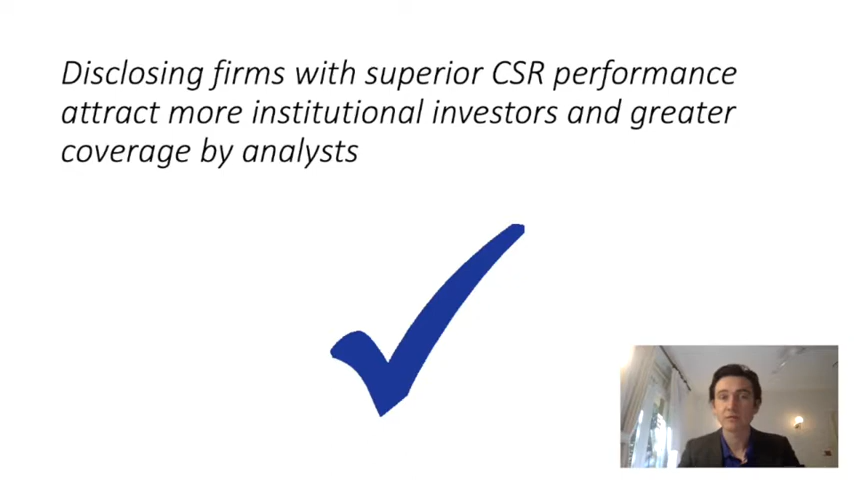 Disclosing firms with superior CSR performance
attract more institutional investors and greater
coverage by analysts